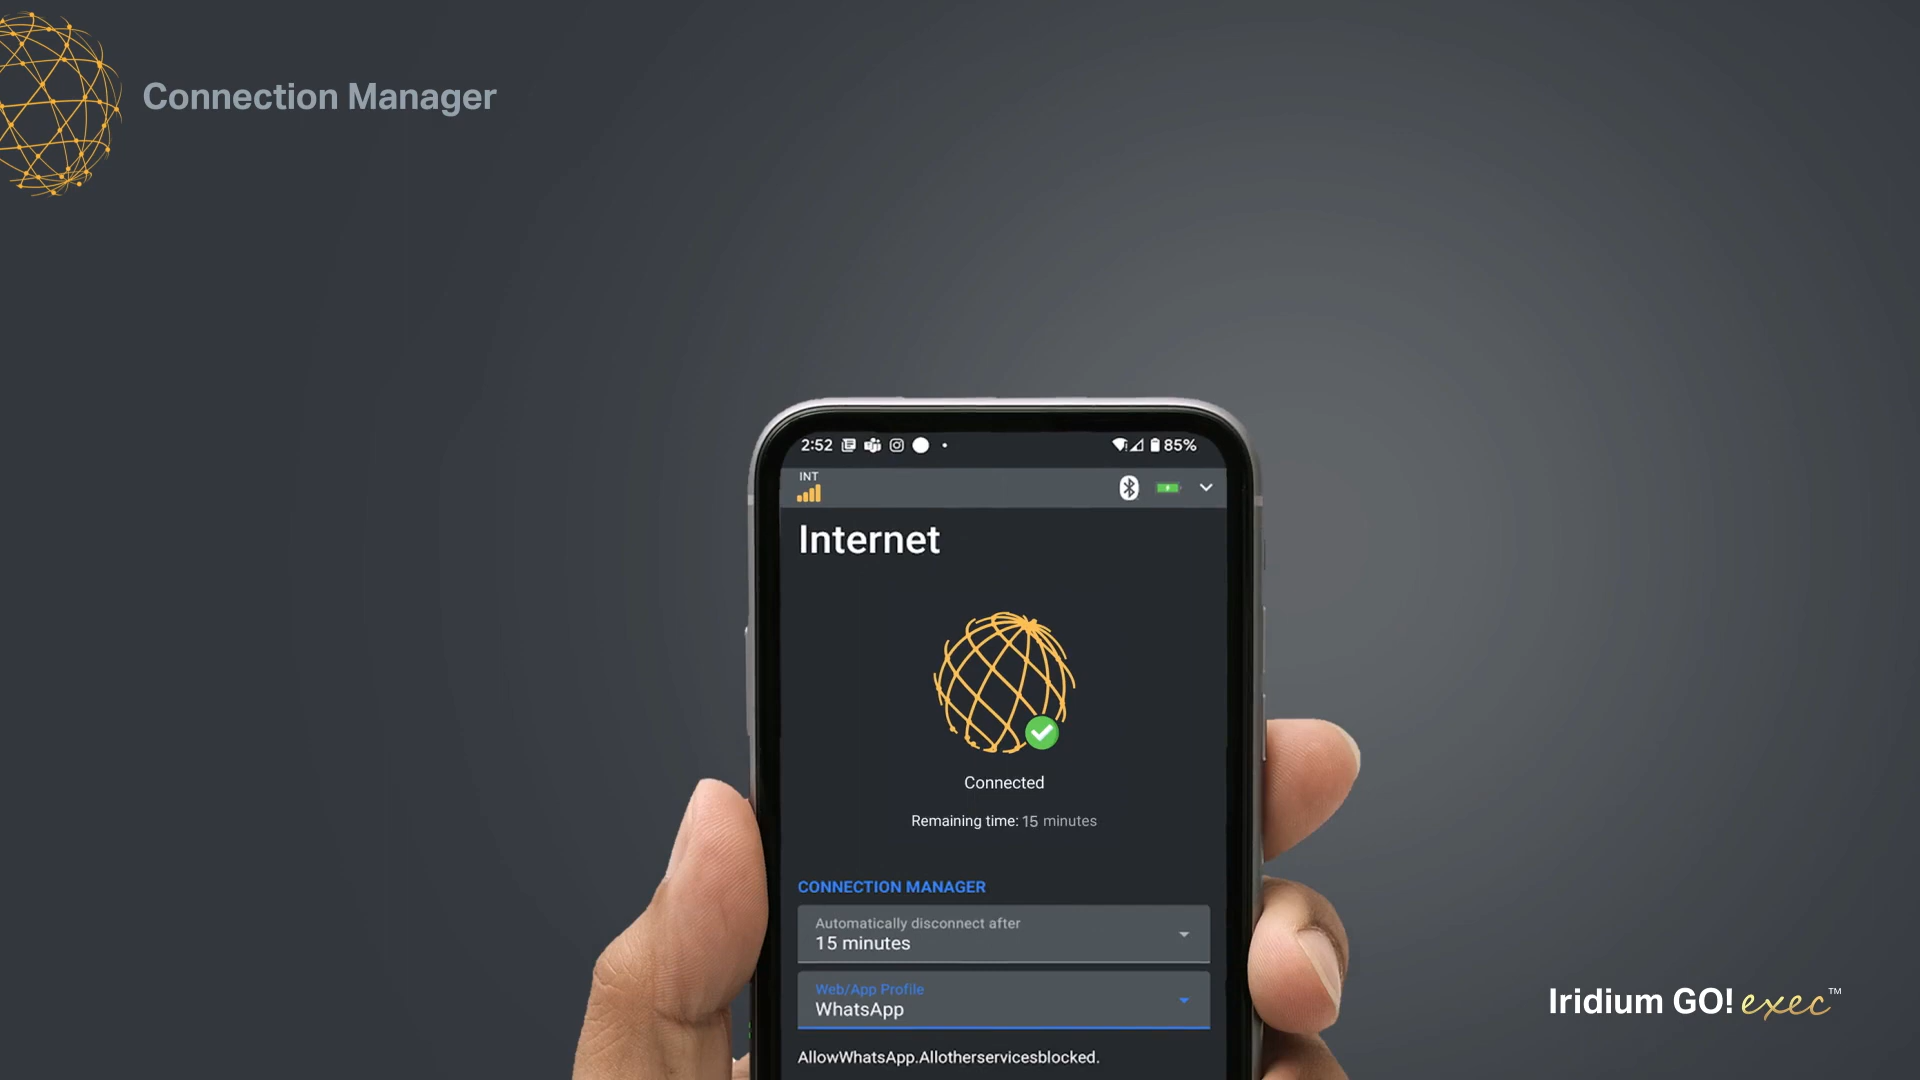 Connection Manager
2:52
85%
INT
Internet
Connected
Remaining time: 15 minutes
CONNECTION MANAGER
Automatically disconnect after
15 minutes
Web/App Profile
WhatsApp
AllowWhatsApp.Allotherservicesblocked.
Iridium GO! exec™